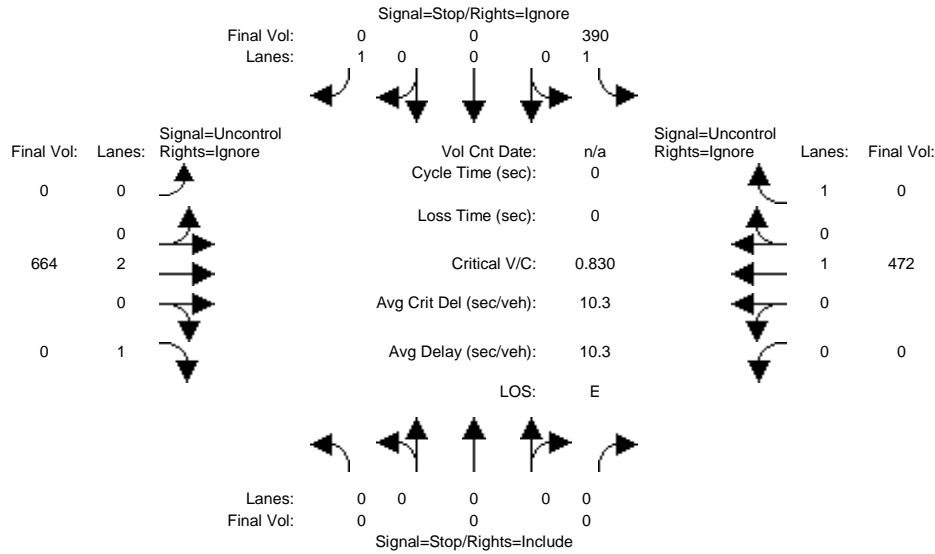 Signal=Stop/Rights=Ignore
Final Vol: 0 0 390
Lanes: 1 0 0 0 1
Signal=Uncontrol Signal=Uncontrol
Final Vol: Lanes: Rights=Ignore Vol Cnt Date: n/a Rights=Ignore Lanes: Final Vol:
0 0 Cycle Time (sec): 0 1 0
Loss Time (sec): 0
0 0
664 2 Critical V/C: 0.830 1 472
0 Avg Crit Del (sec/veh): 10.3 0
0 1 Avg Delay (sec/veh): 10.3 0 0
LOS: E
Lanes: 0 0 0 0 0
Final Vol: 0 0 0
Signal=Stop/Rights=Include